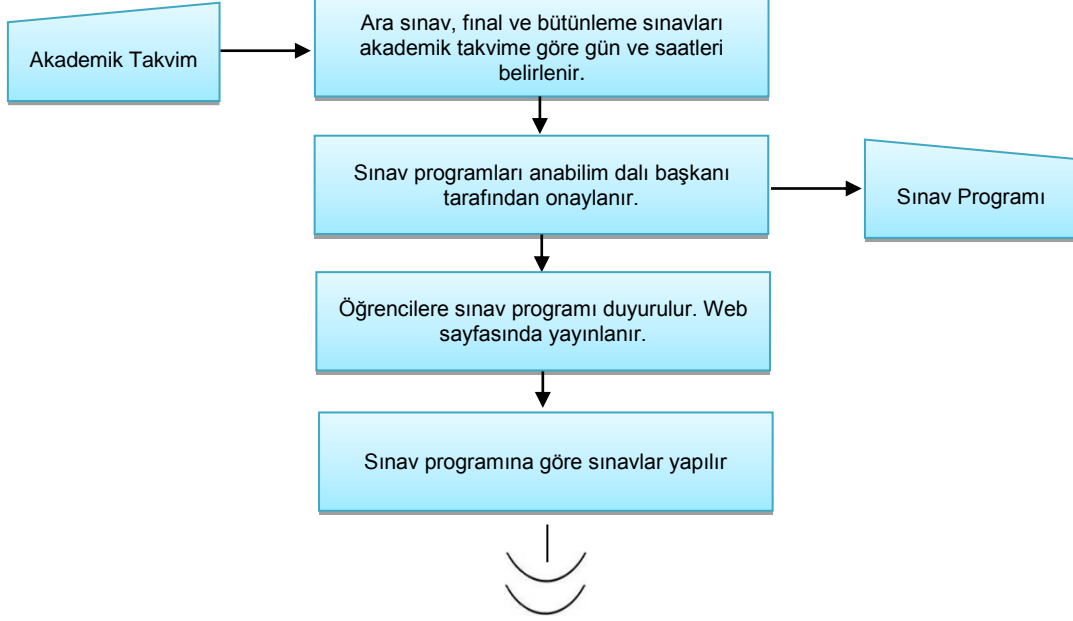 Akademik Takvim
Ara sınav, fınal ve bütünleme sınavları
akademik takvime göre gün ve saatleri
belirlenir.
Sınav programları anabilim dalı başkanı
tarafından onaylanır.
Sınav Programı
Öğrencilere sınav programı duyurulur. Web
sayfasında yayınlanır.
Sınav programına göre sınavlar yapılır